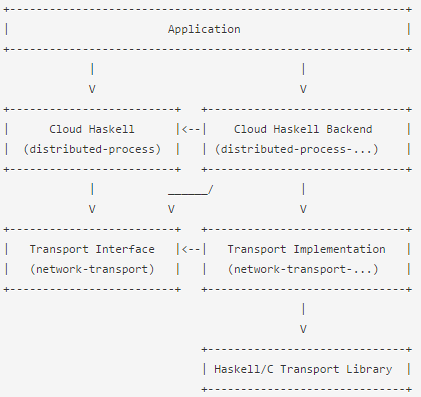 Application
Cloud Haskell |<--| Cloud Haskell Backend
(distributed-process) | | (distributed-process-...)
Transport Interface |<--| Transport Implementation
(network-transport) | | (network-transport-...)
Haskell/C Transport Library